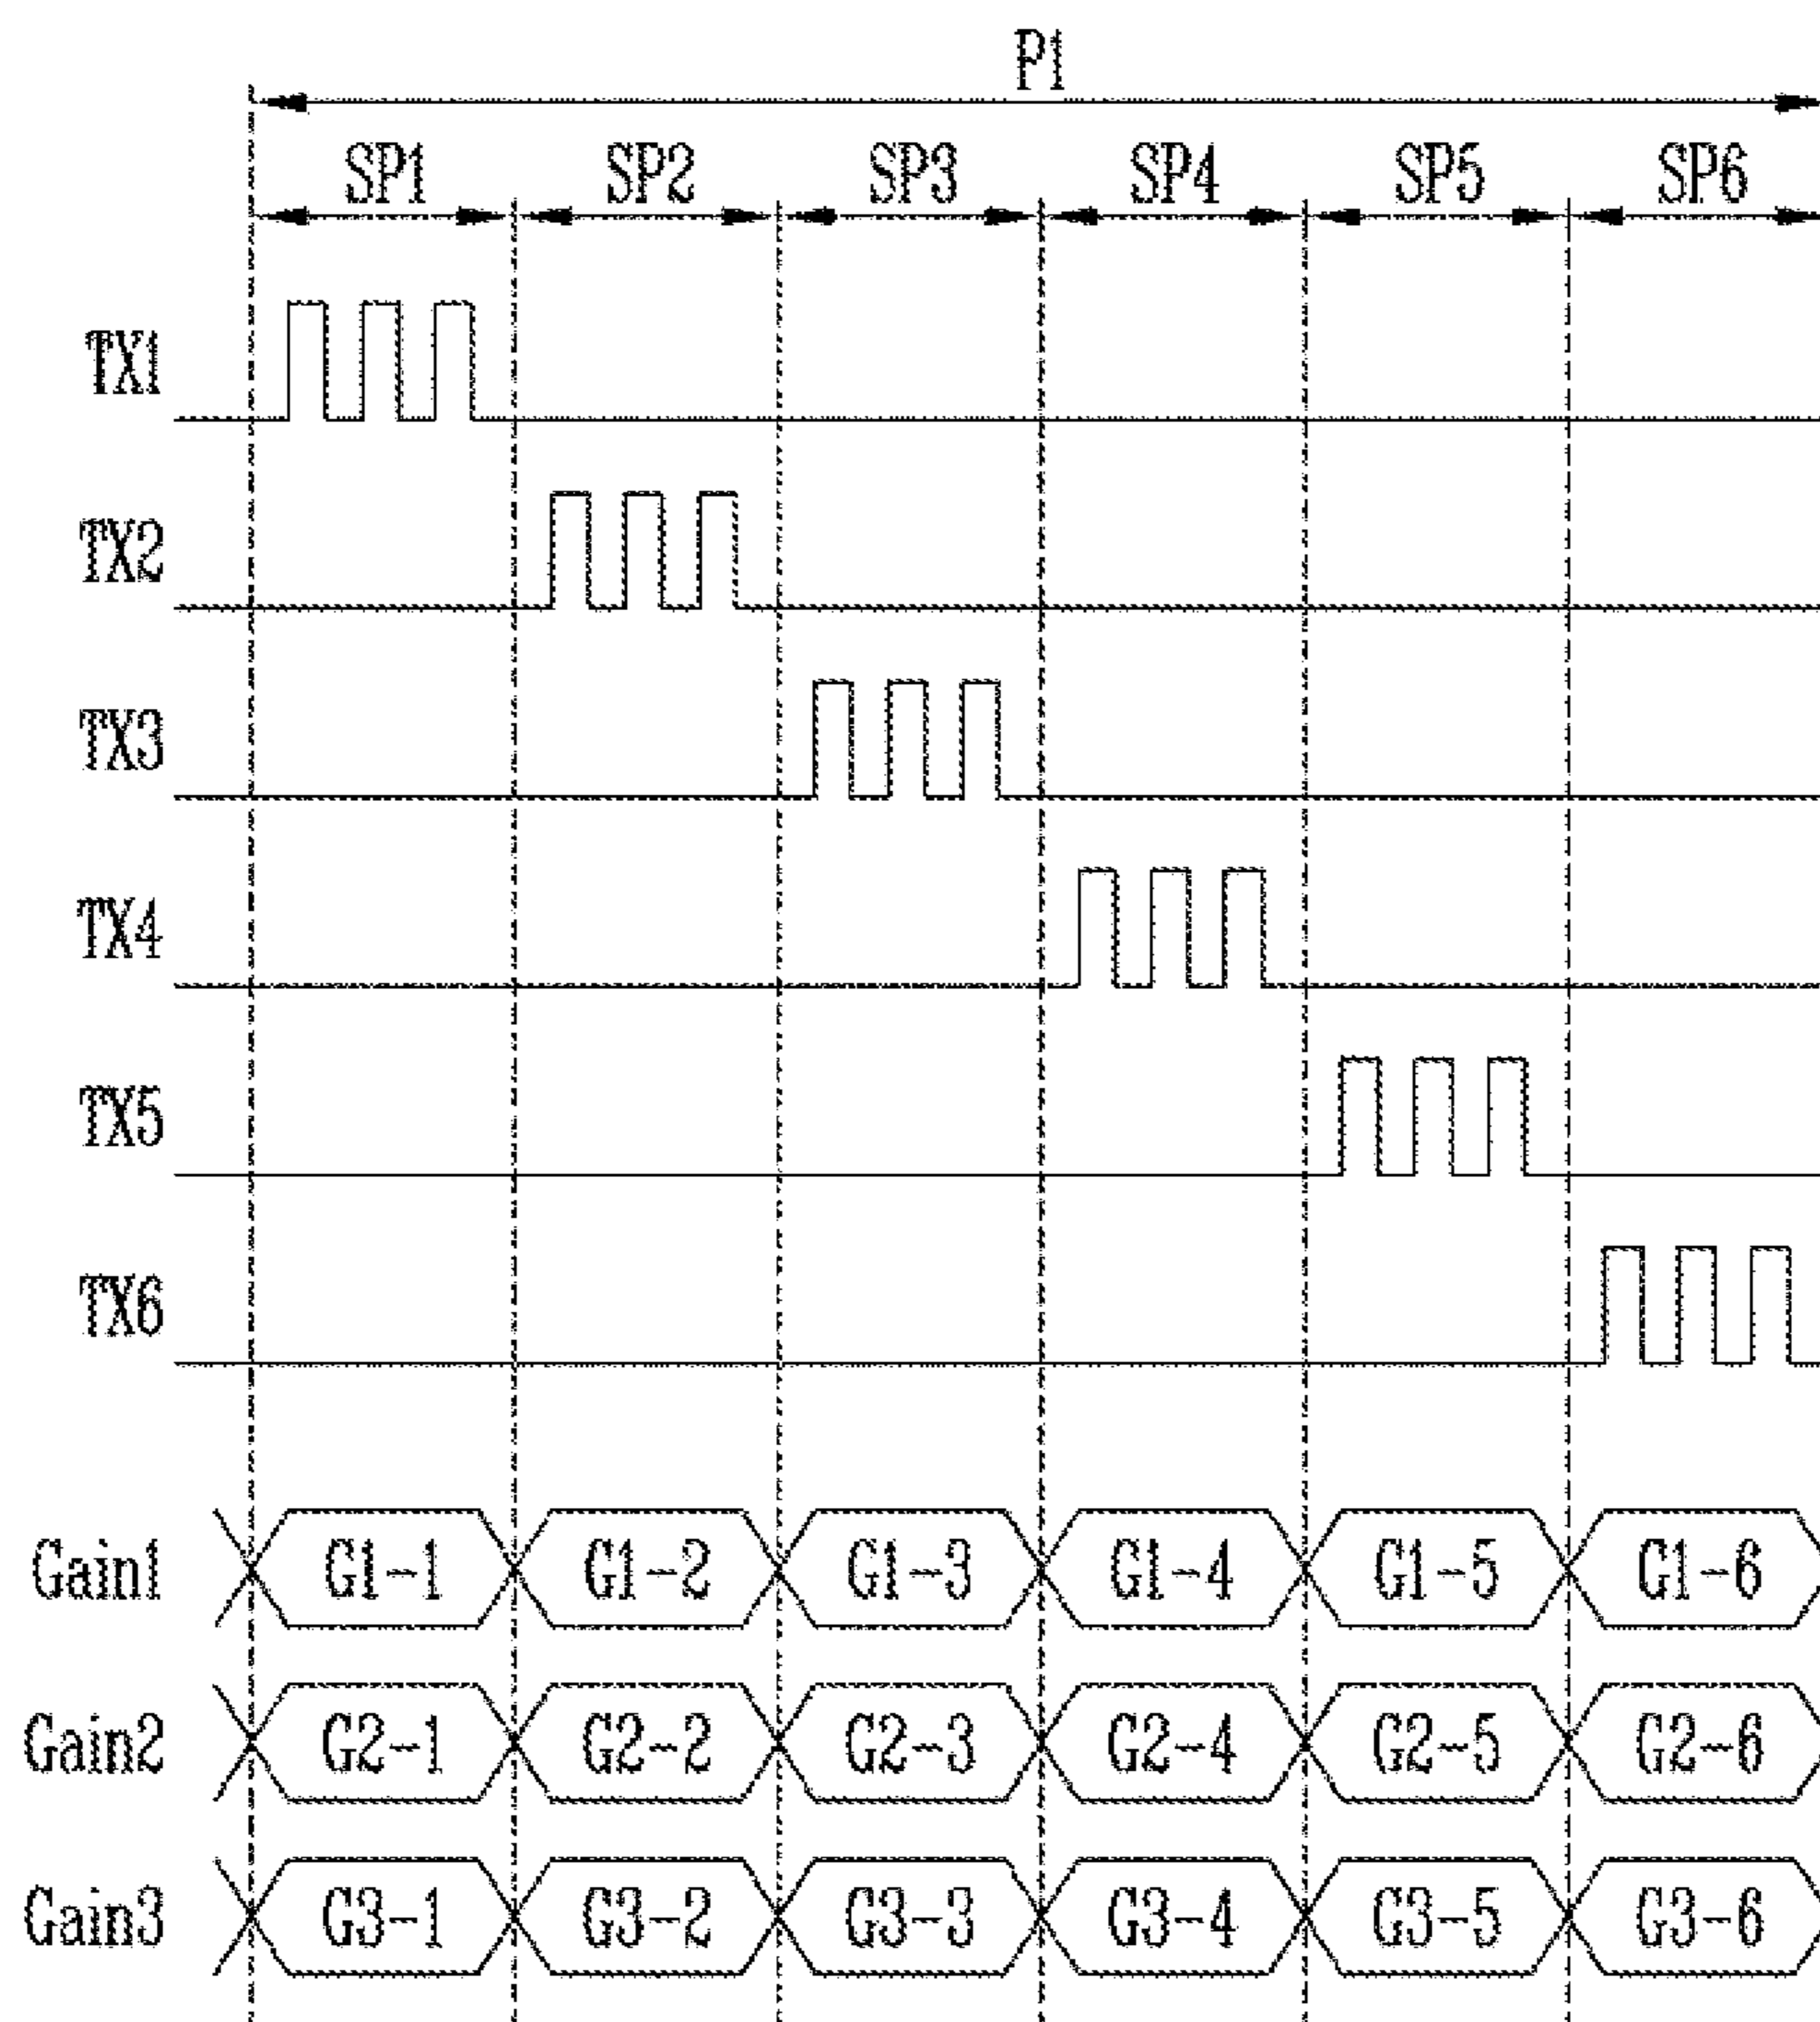 P1
SP1 SP2 SP3 SP4 SP5 SP6
TX1
TX2
TX3
TX4
TX5
TX6
Gain1 G1-1 G1-2 G1-3 G1-4 G1-5 G1-6
Gain2 G2-1 G2-2 G2-3 G2-4 G2-5 G2-6
Gain3 G3-1 G3-2 G3-3 G3-4 G3-5 G3-6